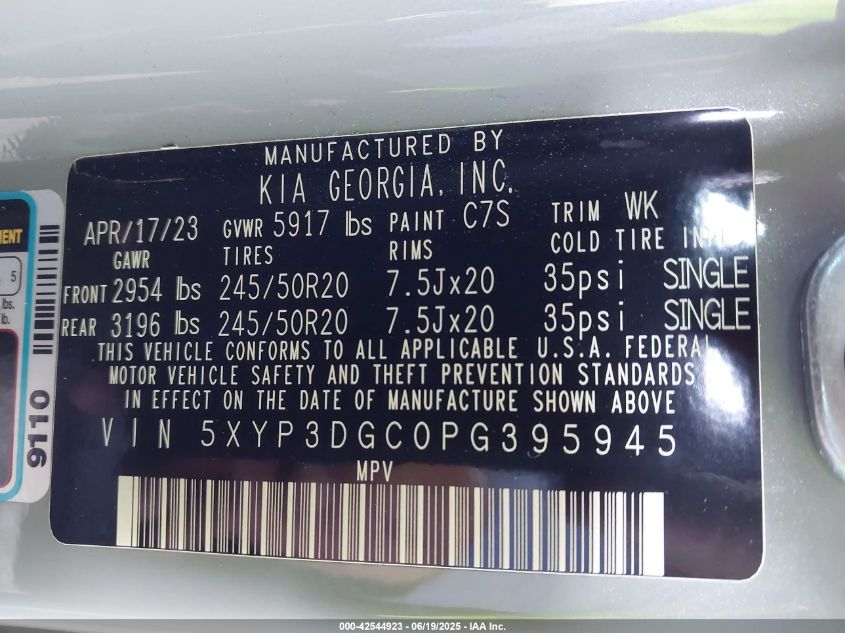 MANUFACTURED BY
KIA GEORGIA, INC.
APR/17/23 GVWR 5917 lbs PAINT C7S TRIM WK
GAWR TIRES RIMS COLD TIRE
FRONT 2954 lbs 245/50R20 7.5Jx20 35psi SINGLE
REAR 3196 lbs 245/50R20 7.5Jx20 35psi SINGLE
THIS VEHICLE CONFORMS TO ALL APPLICABLE U.S.A. FEDERAL
MOTOR VEHICLE SAFETY AND THEFT PREVENTION STANDARDS
IN EFFECT ON THE DATE OF MANUFACTURE SHOWN ABOVE
VIN 5XYP3DGC0PG395945
MPV
5
lbs.
lb.
9110
000-42544923 - 06/19/2025 - IAA Inc.